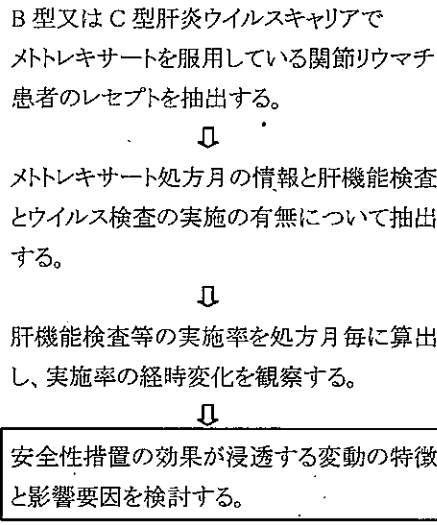 B 型又は C 型肝炎ウイルスキャリアで
メトトレキサートを服用している関節リウマチ
患者のレセプトを抽出する。
⇩
メトトレキサート処方月の情報と肝機能検査
とウイルス検査の実施の有無について抽出
する。
⇩
肝機能検査等の実施率を処方月毎に算出
し、実施率の経時変化を観察する。
⇩
安全性措置の効果が浸透する変動の特徴
と影響要因を検討する。